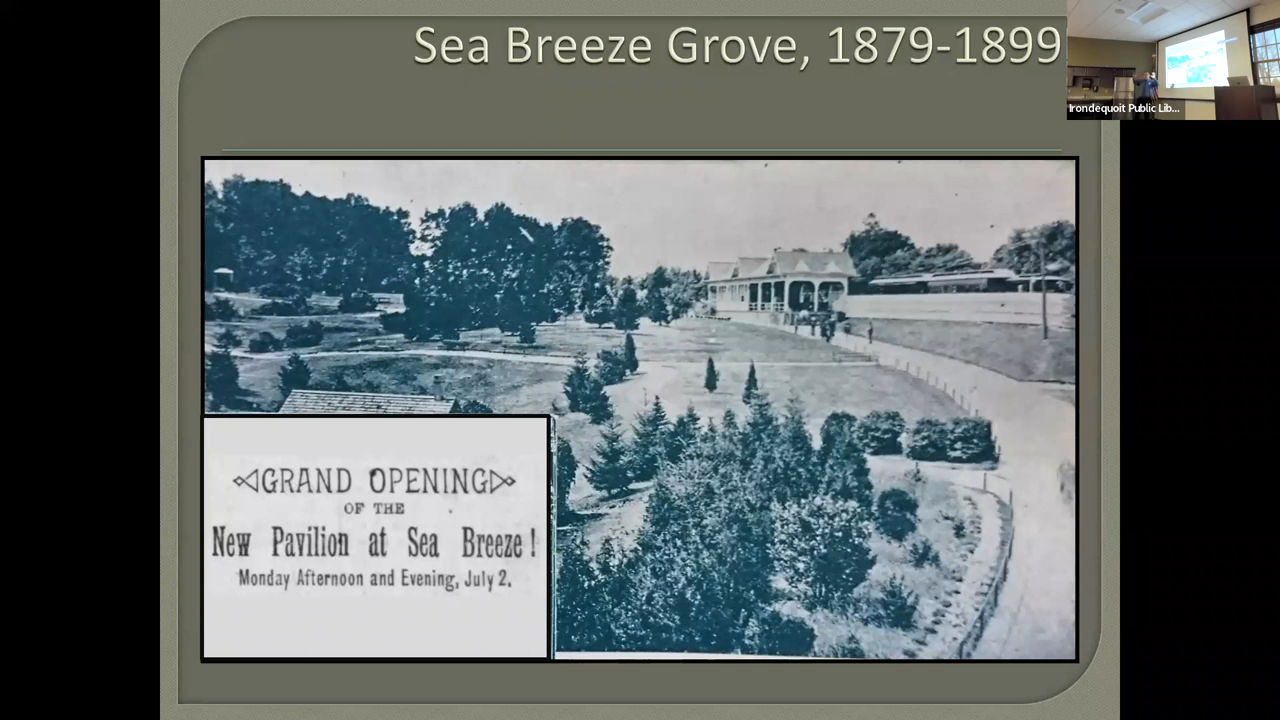 Sea Breeze Grove, 1879-1899
Irondequoit Public Lib...
GRAND OPENING
OF THE
New Pavilion at Sea Breeze!
Monday Afternoon and Evening, July 2.